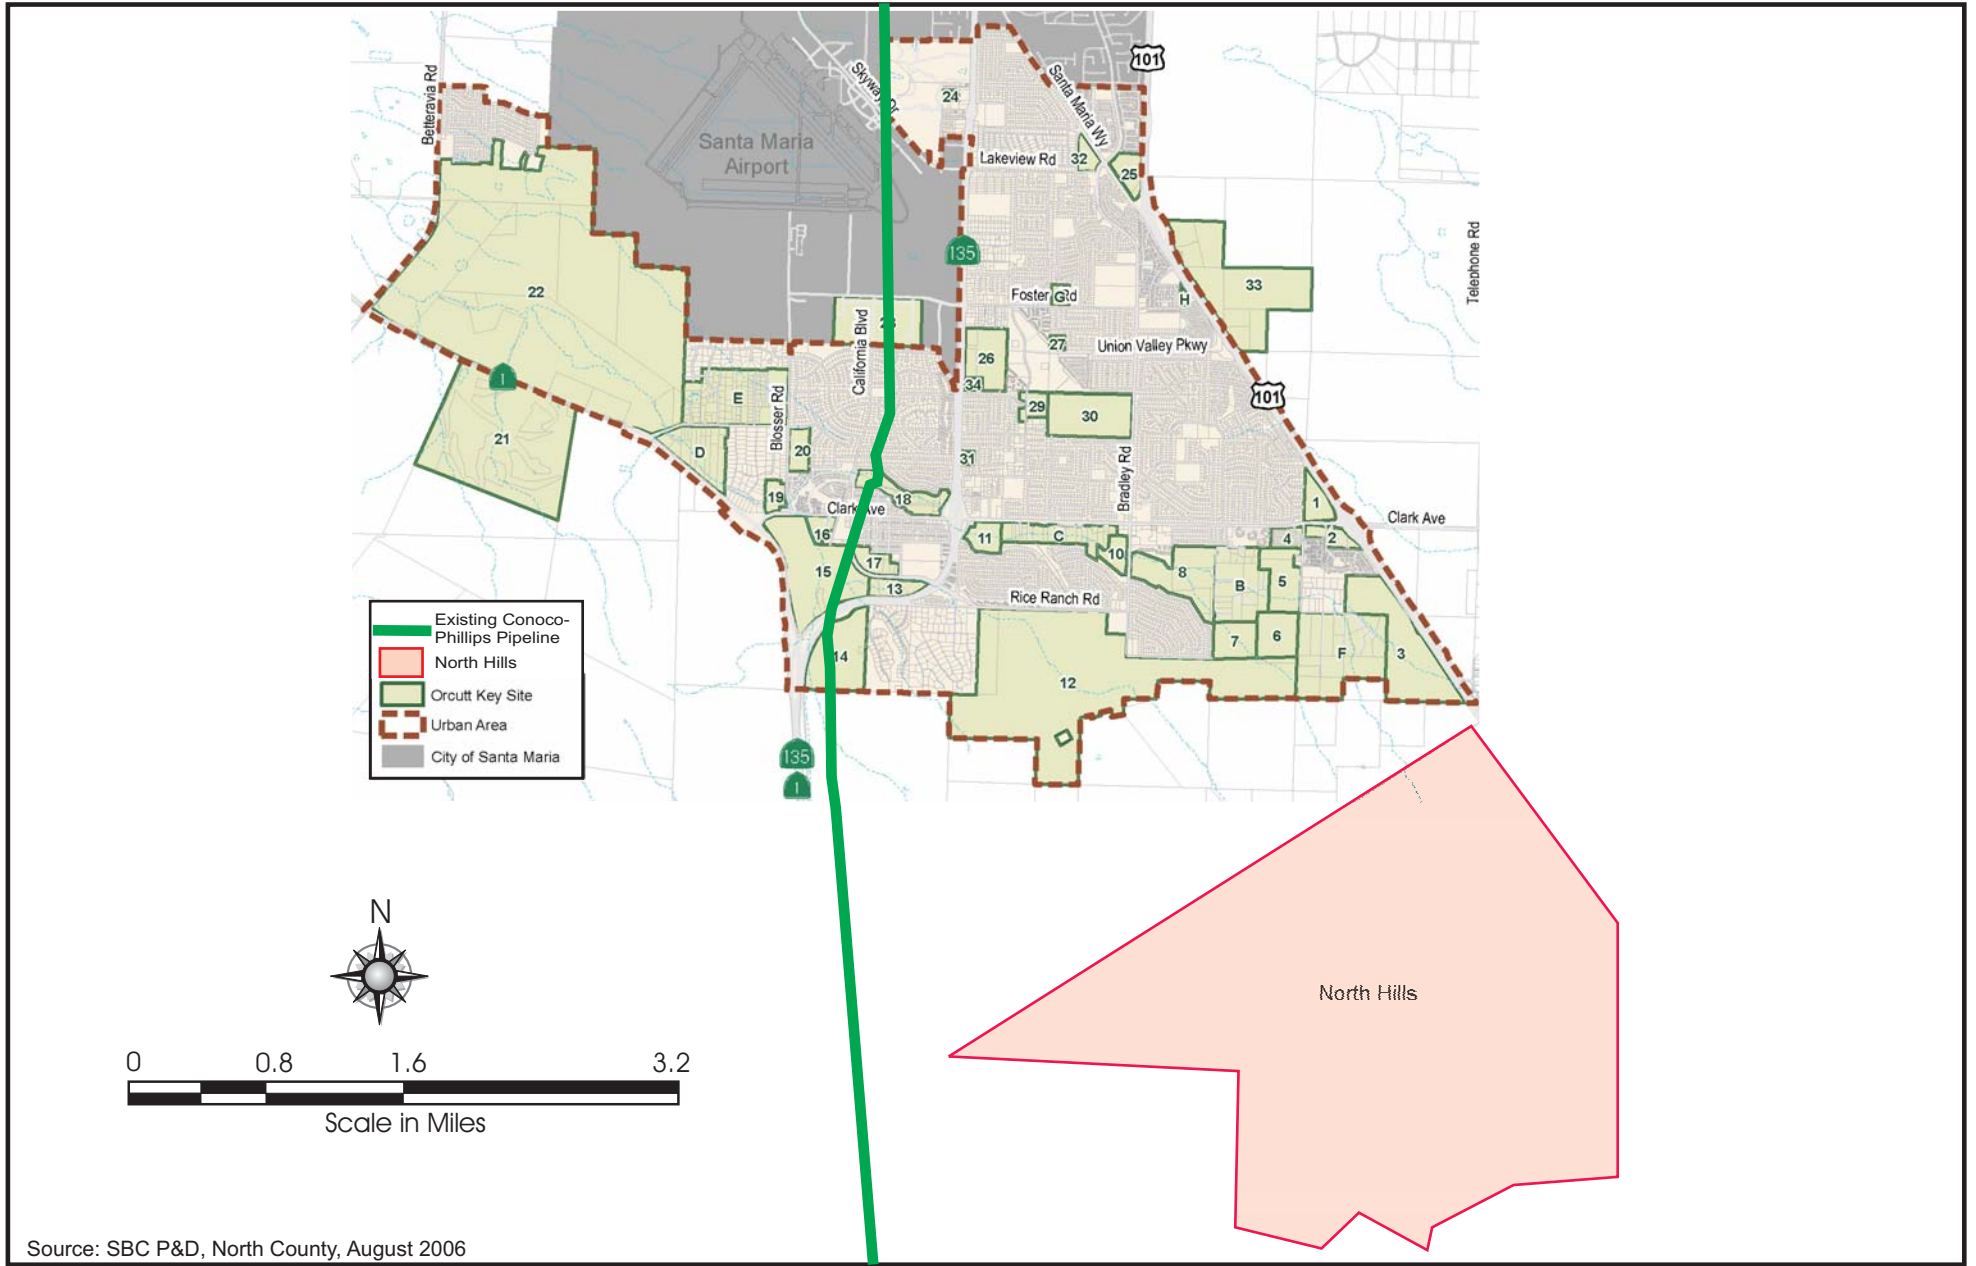 101
Betteravia Rd
Skyway Dr
Santa Maria Wy
24
Santa Maria
Airport
Lakeview Rd
32
25
135
Telephone Rd
22
Foster Rd
G
H
33
California Blvd
27
Union Valley Pkwy
26
1
34
101
E
Blosser Rd
29
30
21
D
20
31
Bradley Rd
19
18
1
Clark Ave
Clark Ave
16
11
C
10
4
2
17
15
8
B
5
13
Rice Ranch Rd
7
6
14
12
F
3
Existing Conoco-
Phillips Pipeline
North Hills
Orcutt Key Site
Urban Area
City of Santa Maria
135
1
N
North Hills
0 0.8 1.6 3.2
Scale in Miles
Source: SBC P&D, North County, August 2006